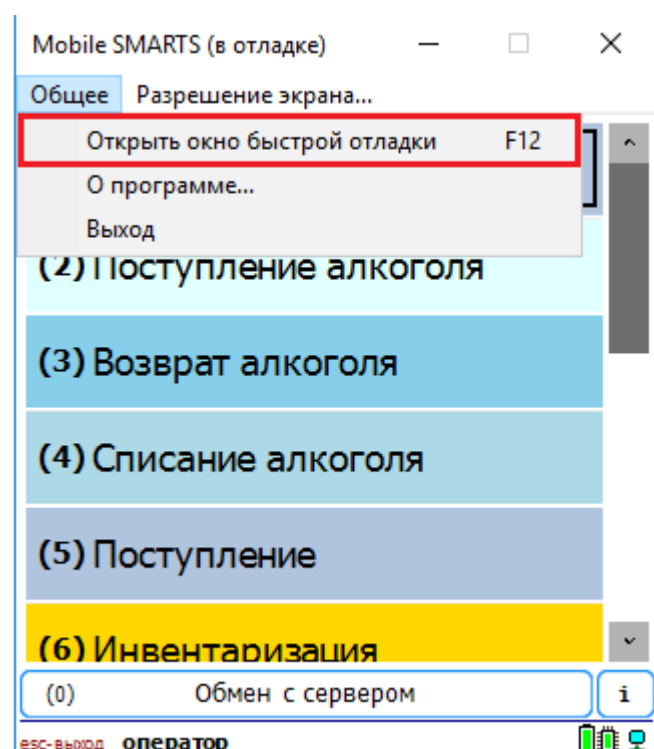 Mobile SMARTS (в отладке)
Общее Разрешение экрана...
Открыть окно быстрой отладки F12
О программе...
Выход
(2) Поступление алкоголя
(3) Возврат алкоголя
(4) Списание алкоголя
(5) Поступление
(6) Инвентаризация
(0) Обмен с сервером i
esc-выход оператор